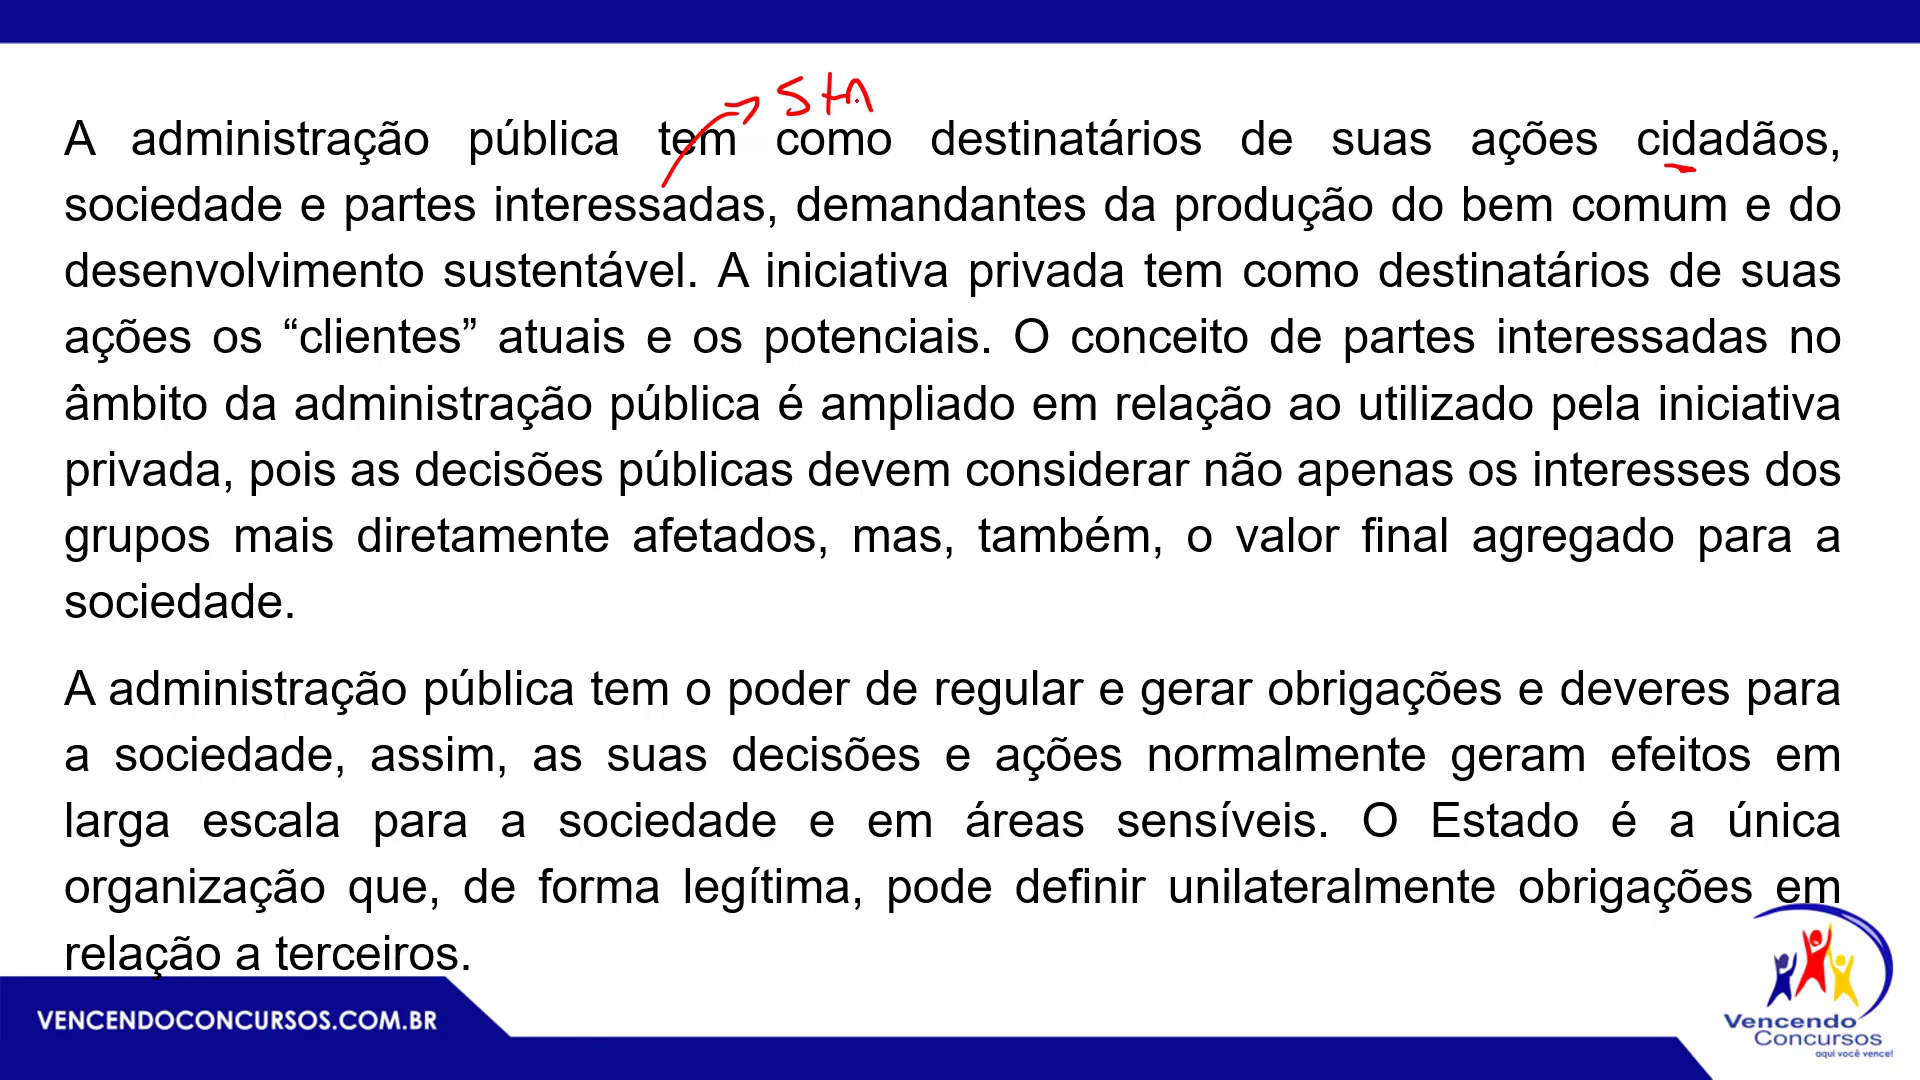 A administração pública tem como destinatários de suas ações cidadãos,
sociedade e partes interessadas, demandantes da produção do bem comum e do
desenvolvimento sustentável. A iniciativa privada tem como destinatários de suas
ações os “clientes” atuais e os potenciais. O conceito de partes interessadas no
âmbito da administração pública é ampliado em relação ao utilizado pela iniciativa
privada, pois as decisões públicas devem considerar não apenas os interesses dos
grupos mais diretamente afetados, mas, também, o valor final agregado para a
sociedade.
A administração pública tem o poder de regular e gerar obrigações e deveres para
a sociedade, assim, as suas decisões e ações normalmente geram efeitos em
larga escala para a sociedade e em áreas sensíveis. O Estado é a única
organização que, de forma legítima, pode definir unilateralmente obrigações em
relação a terceiros.
VENCENDOCONCURSOS.COM.BR
Vencendo
Concursos
aqui você vence!